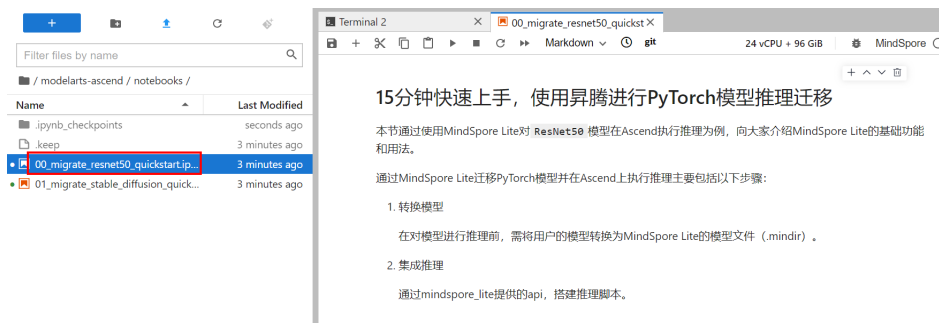 Terminal 2
00_migrate_resnet50_quickst
Markdown
git
24 vCPU + 96 GiB
MindSpore
Filter files by name
/ modelarts-ascend / notebooks /
Name Last Modified
.ipynb_checkpoints seconds ago
.keep 3 minutes ago
00_migrate_resnet50_quickstart.ip... 3 minutes ago
01_migrate_stable_diffusion_quick... 3 minutes ago
15分钟快速上手，使用昇腾进行PyTorch模型推理迁移
本节通过使用MindSpore Lite对 ResNet50 模型在Ascend执行推理为例，向大家介绍MindSpore Lite的基础功能
和用法。
通过MindSpore Lite迁移PyTorch模型并在Ascend上执行推理主要包括以下步骤：
1. 转换模型
在对模型进行推理前，需将用户的模型转换为MindSpore Lite的模型文件（.mindir）。
2. 集成推理
通过mindspore_lite提供的api，搭建推理脚本。